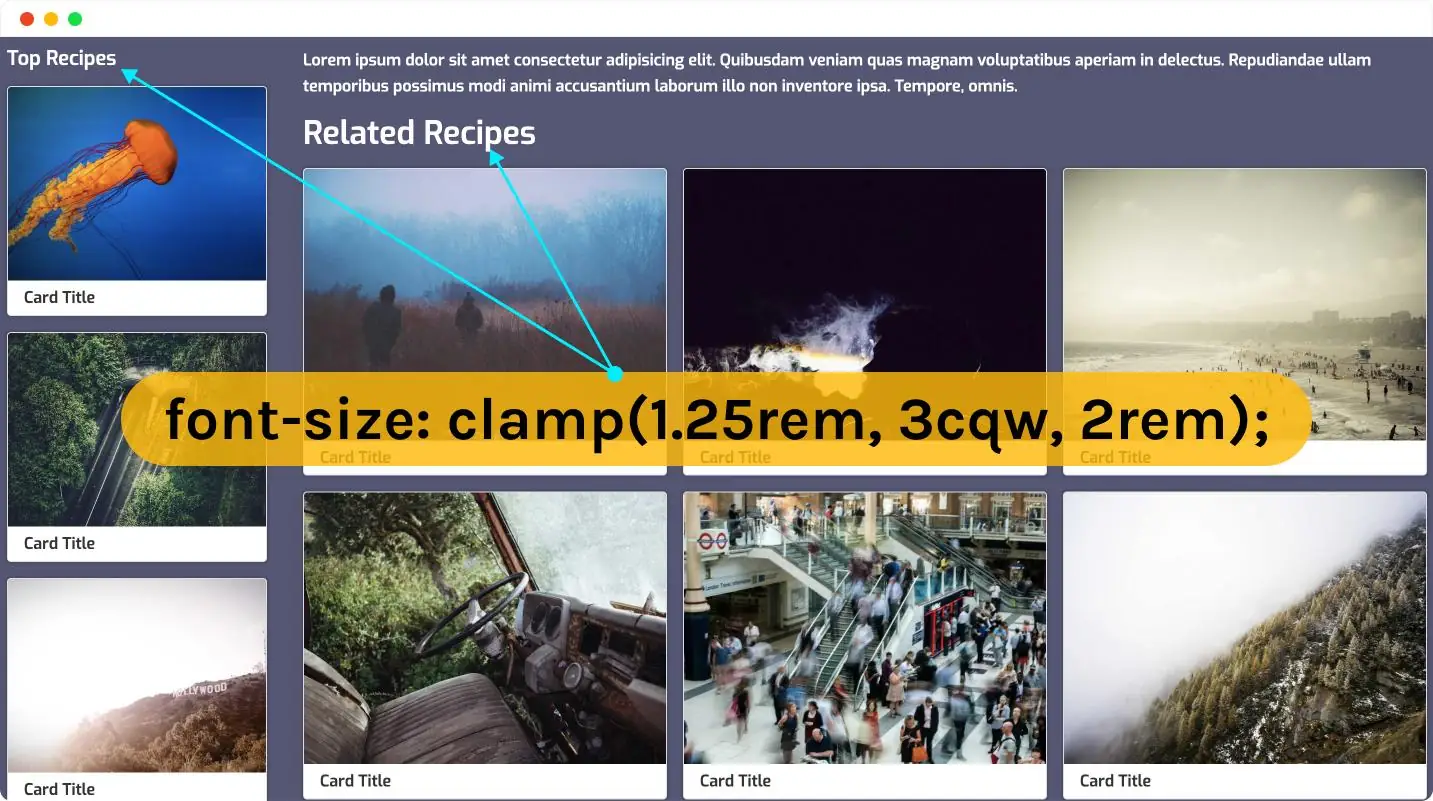 Top Recipes
Card Title
Card Title
HOLLYWOOD
Card Title
Lorem ipsum dolor sit amet consectetur adipisicing elit. Quibusdam veniam quas magnam voluptatibus aperiam in delectus. Repudiandae ullam
temporibus possimus modi animi accusantium laborum illo non inventore ipsa. Tempore, omnis.
Related Recipes
font-size: clamp(1.25rem, 3cqw, 2rem);
Card Title
Card Title
Card Title
Card Title
Card Title
Card Title